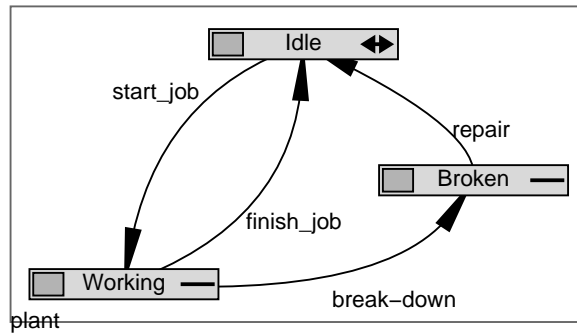 Idle
start_job
repair
Broken
finish_job
Working
break−down
plant